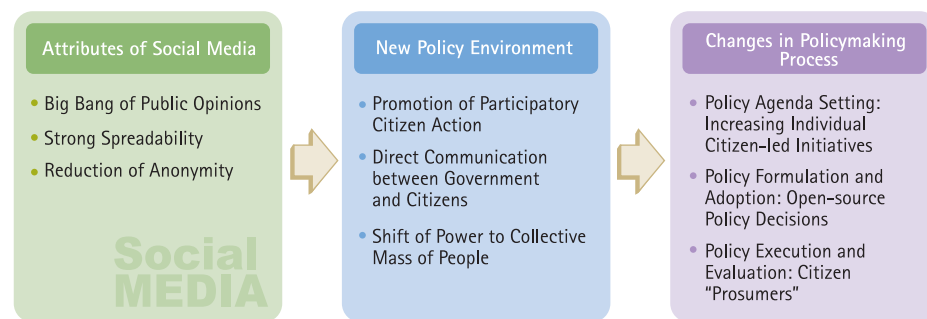 Attributes of Social Media
• Big Bang of Public Opinions
• Strong Spreadability
• Reduction of Anonymity
Social
MEDIA
New Policy Environment
• Promotion of Participatory
Citizen Action
• Direct Communication
between Government
and Citizens
• Shift of Power to Collective
Mass of People
Changes in Policymaking
Process
• Policy Agenda Setting:
Increasing Individual
Citizen-led Initiatives
• Policy Formulation and
Adoption: Open-source
Policy Decisions
• Policy Execution and
Evaluation: Citizen
“Prosumers”